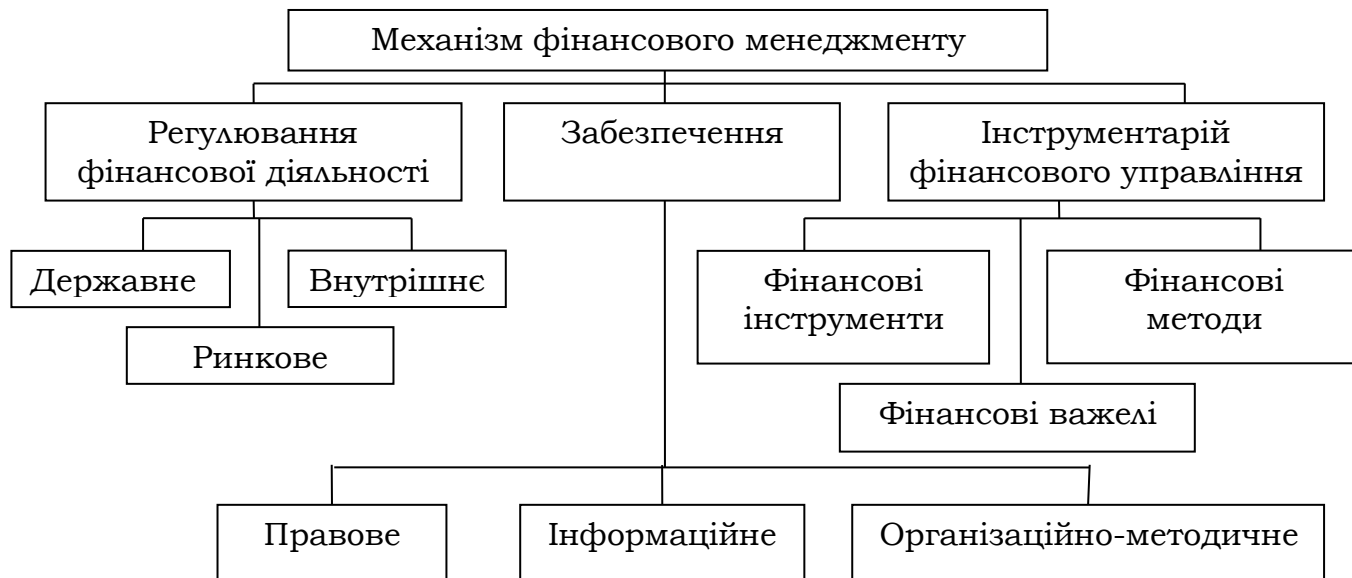 Механізм фінансового менеджменту
Регулювання
фінансової діяльності
Забезпечення
Інструментарій
фінансового управління
Державне
Внутрішнє
Ринкове
Фінансові
інструменти
Фінансові
методи
Фінансові важелі
Правове
Інформаційне
Організаційно-методичне